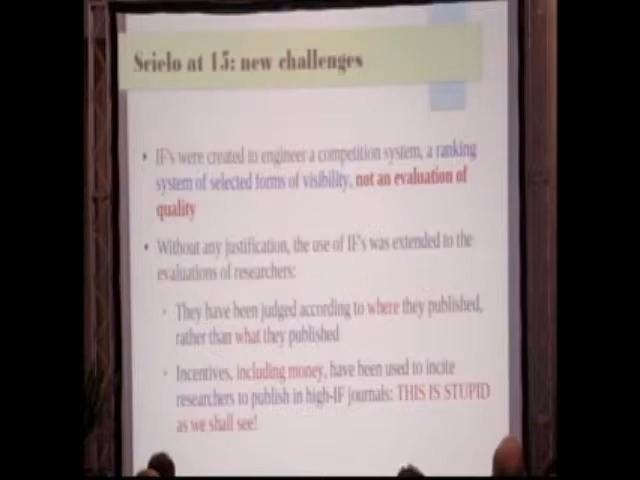 Scielo at 15: new challenges
• IF's were created to engineer a competition system, a ranking
system of selected forms of visibility, not an evaluation of
quality
• Without any justification, the use of IF's was extended to the
evaluations of researchers:
• They have been judged according to where they published,
rather than what they published
• Incentives, including money, have been used to incite
researchers to publish in high-IF journals: THIS IS STUPID
as we shall see!